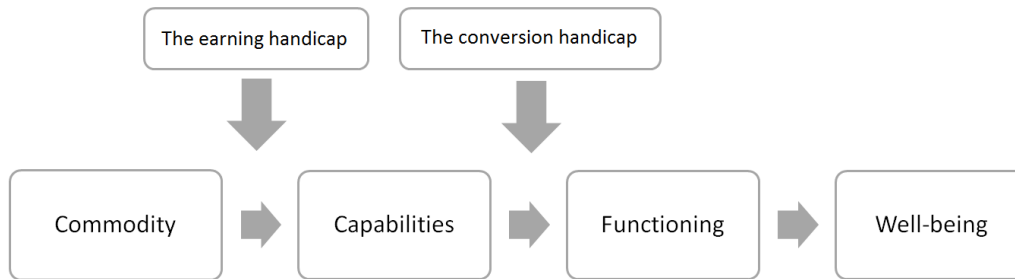 The earning handicap
The conversion handicap
Commodity
Capabilities
Functioning
Well-being